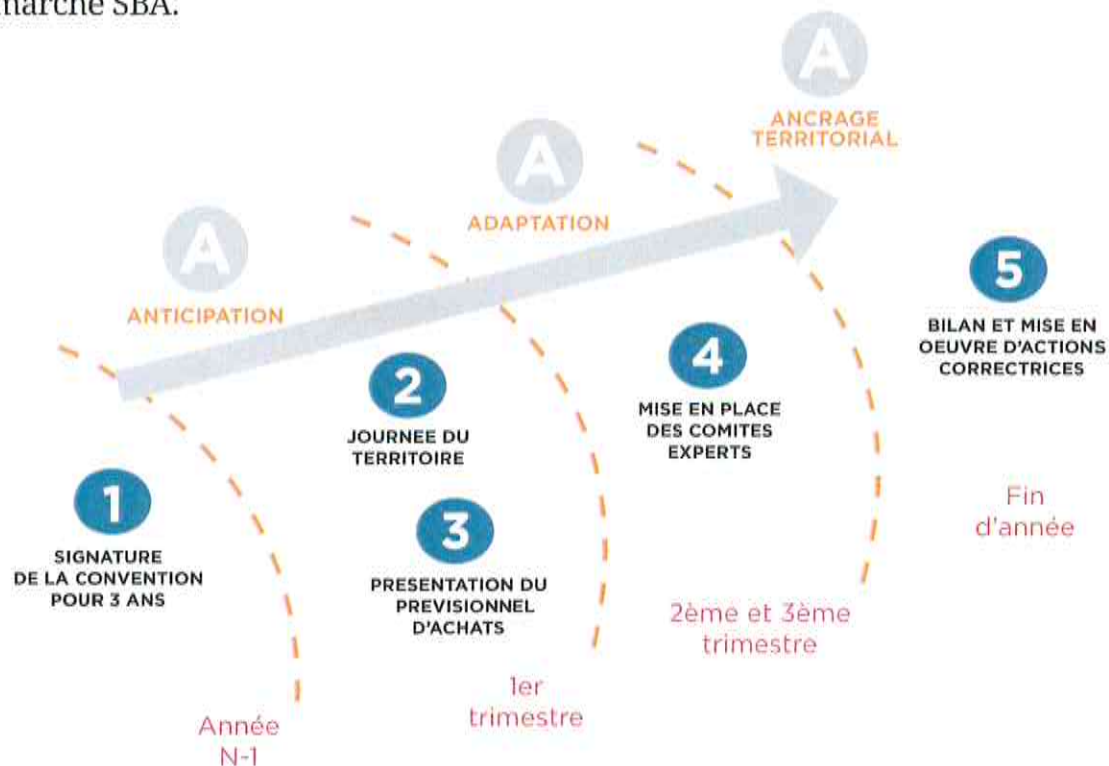 marché SBA.
A
ANCRAGE
TERRITORIAL
A
ADAPTATION
A
ANTICIPATION
5
BILAN ET MISE EN
OEUVRE D'ACTIONS
CORRECTRICES
4
MISE EN PLACE
DES COMITES
EXPERTS
2
JOURNEE DU
TERRITOIRE
1
SIGNATURE
DE LA CONVENTION
POUR 3 ANS
3
PRESENTATION DU
PREVISIONNEL
D'ACHATS
Fin
d'année
2ème et 3ème
trimestre
1er
trimestre
Année
N-1